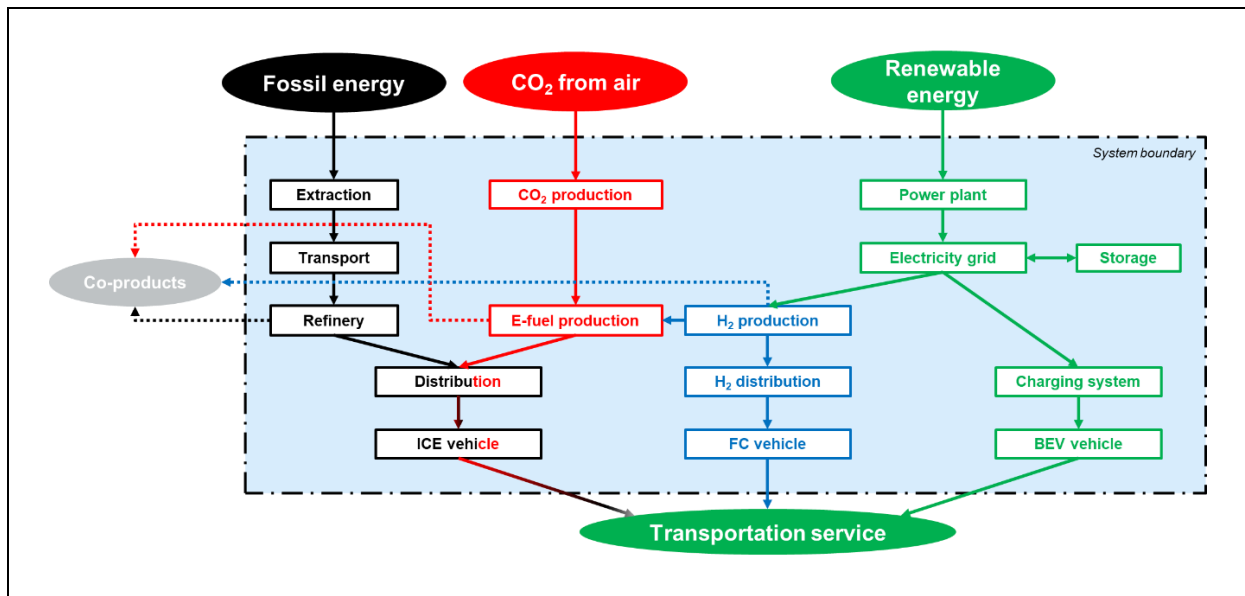 Fossil energy
CO₂ from air
Renewable
energy
System boundary
Extraction
CO₂ production
Power plant
Transport
Electricity grid
Storage
Co-products
Refinery
E-fuel production
H₂ production
Distribution
H₂ distribution
Charging system
ICE vehicle
FC vehicle
BEV vehicle
Transportation service